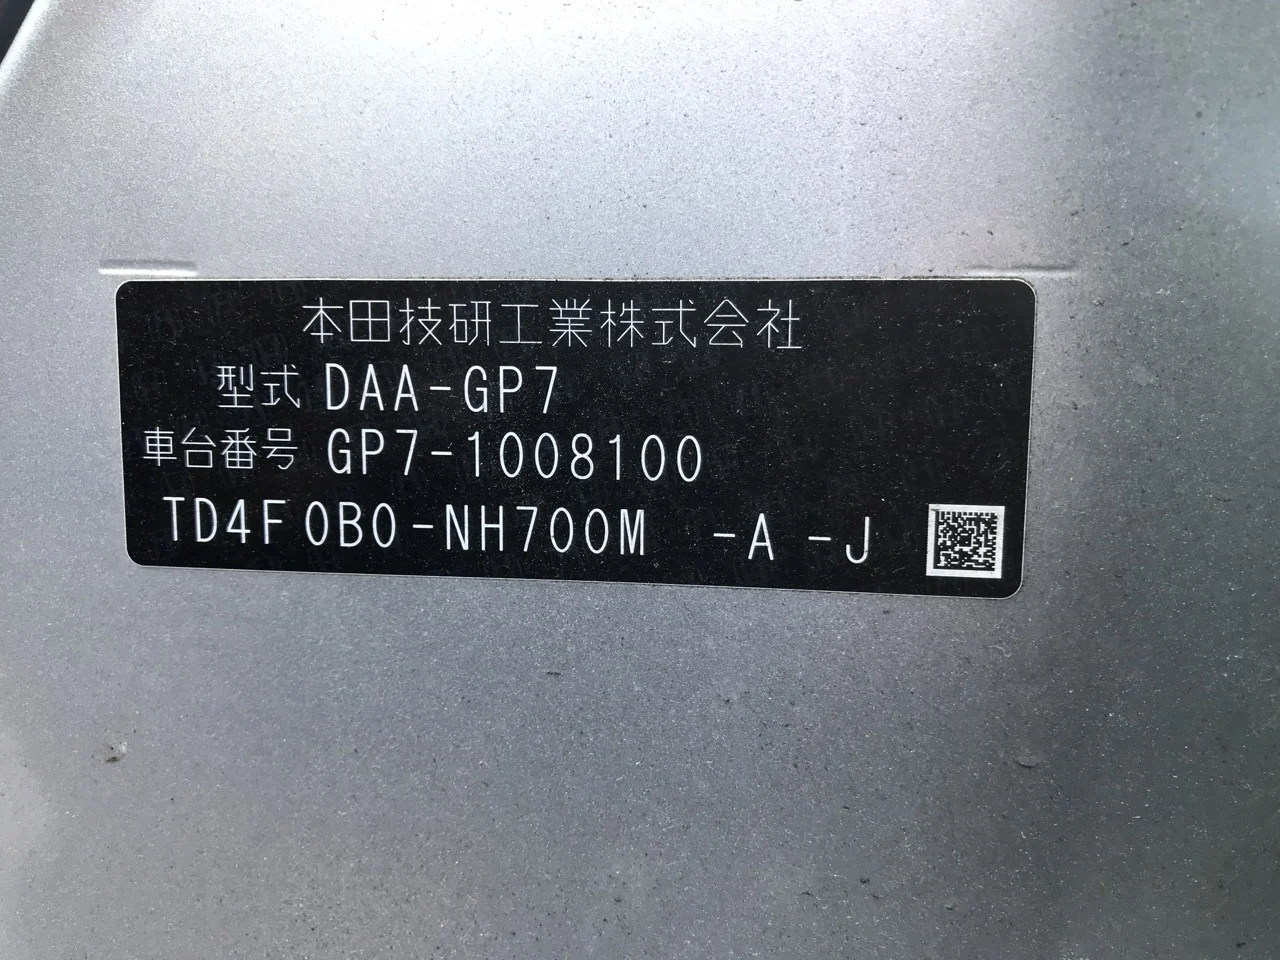 本田技研工業株式会社
型式 DAA-GP7
車台番号 GP7-1008100
TD4F0B0-NH700M -A -J